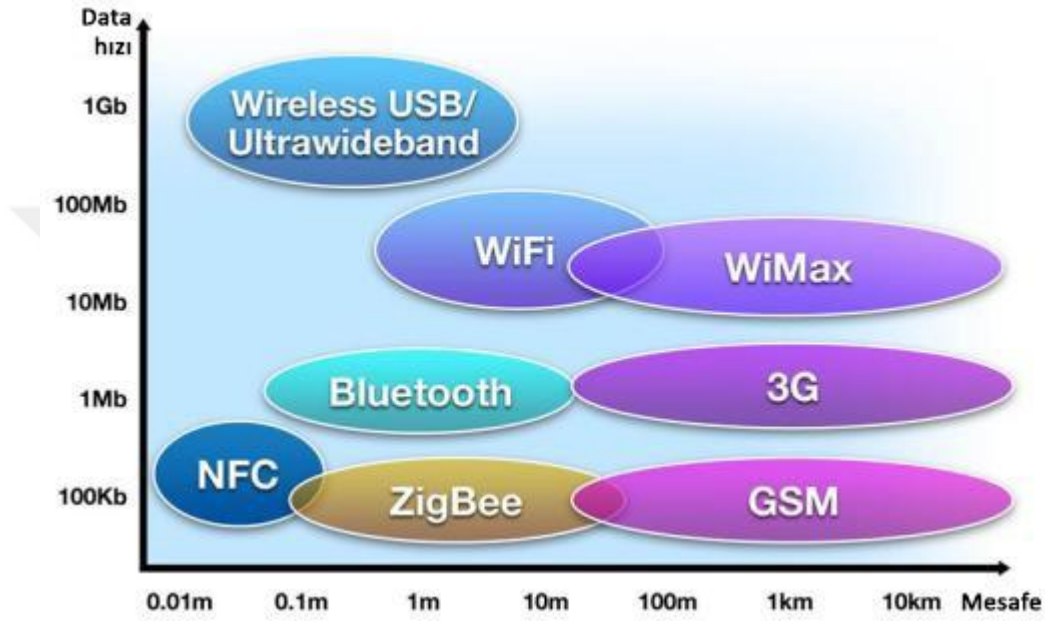 Data
hızı
1Gb
Wireless USB/
Ultrawideband
100Mb
WiFi
WiMax
10Mb
1Mb
Bluetooth
3G
100Kb
NFC
ZigBee
GSM
0.01m 0.1m 1m 10m 100m 1km 10km Mesafe